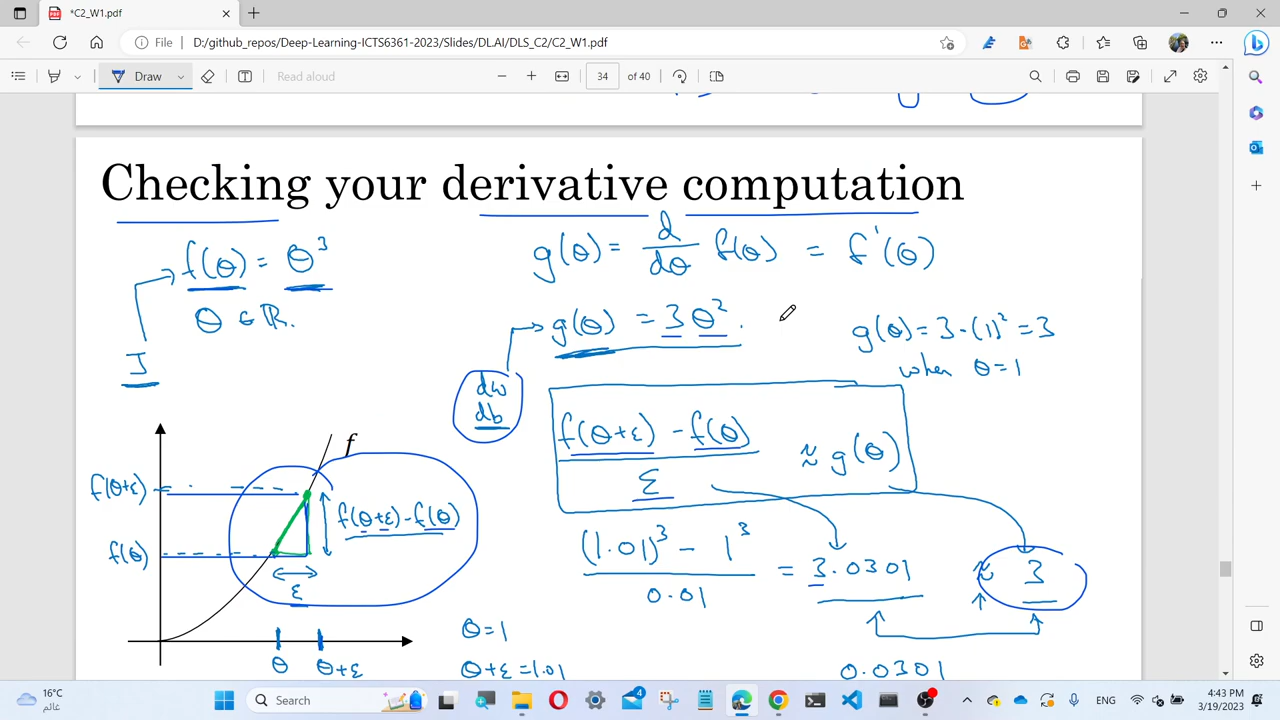 *C2_W1.pdf
File D:/github_repos/Deep-Learning-ICTS6361-2023/Slides/DL.AI/DLS_C2/C2_W1.pdf
Draw Read aloud 34 of 40
Checking your derivative computation
f(θ) = θ³
g(θ) = d/dθ f(θ) = f'(θ)
θ ∈ ℝ.
g(θ) = 3θ².
g(θ) = 3·(1)² = 3
when θ=1
J
dw
db
f
f(θ+ε) - f(θ)
ε
≈ g(θ)
f(θ+ε)
f(θ+ε) - f(θ)
f(θ)
ε
(1.01)³ - 1³
0.01
= 3.0301
≈ 3
θ
θ+ε
θ=1
θ+ε=1.01
0.0301
16°C
غائم
Search
4
ENG
4:43 PM
3/19/2023